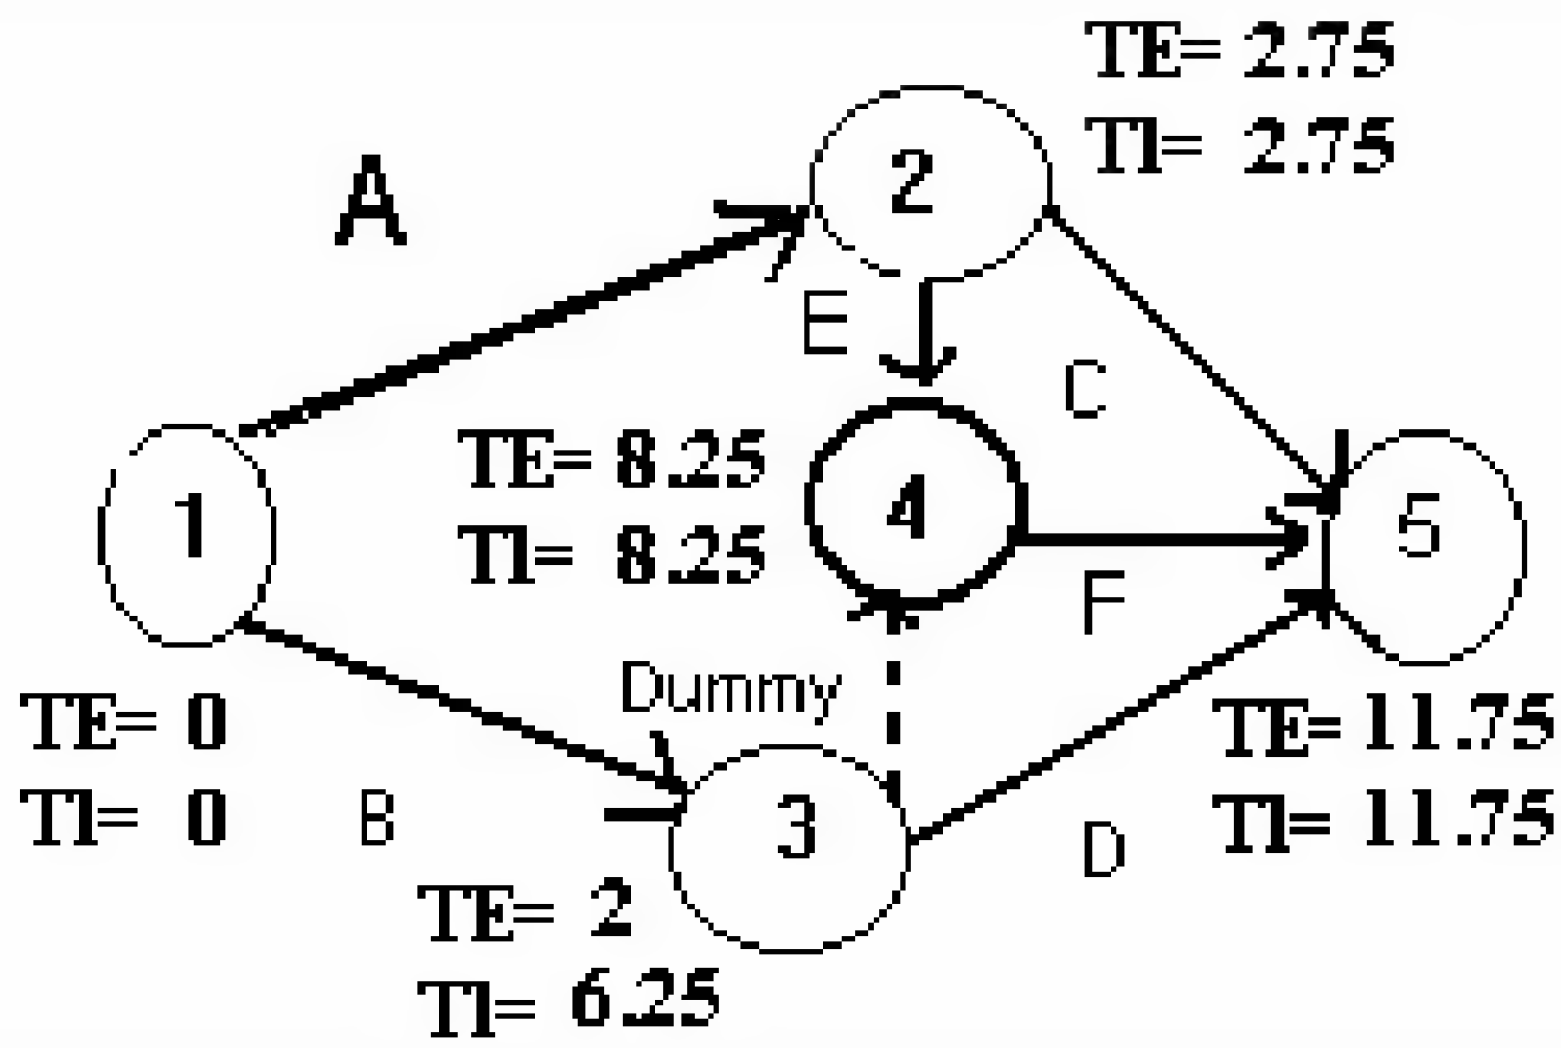 TE= 2.75
Tl= 2.75
A
2
E
C
TE= 8.25
Tl= 8.25
4
1
5
F
Dummy
TE= 0
Tl= 0
B
3
D
TE= 11.75
Tl= 11.75
TE= 2
Tl= 6.25